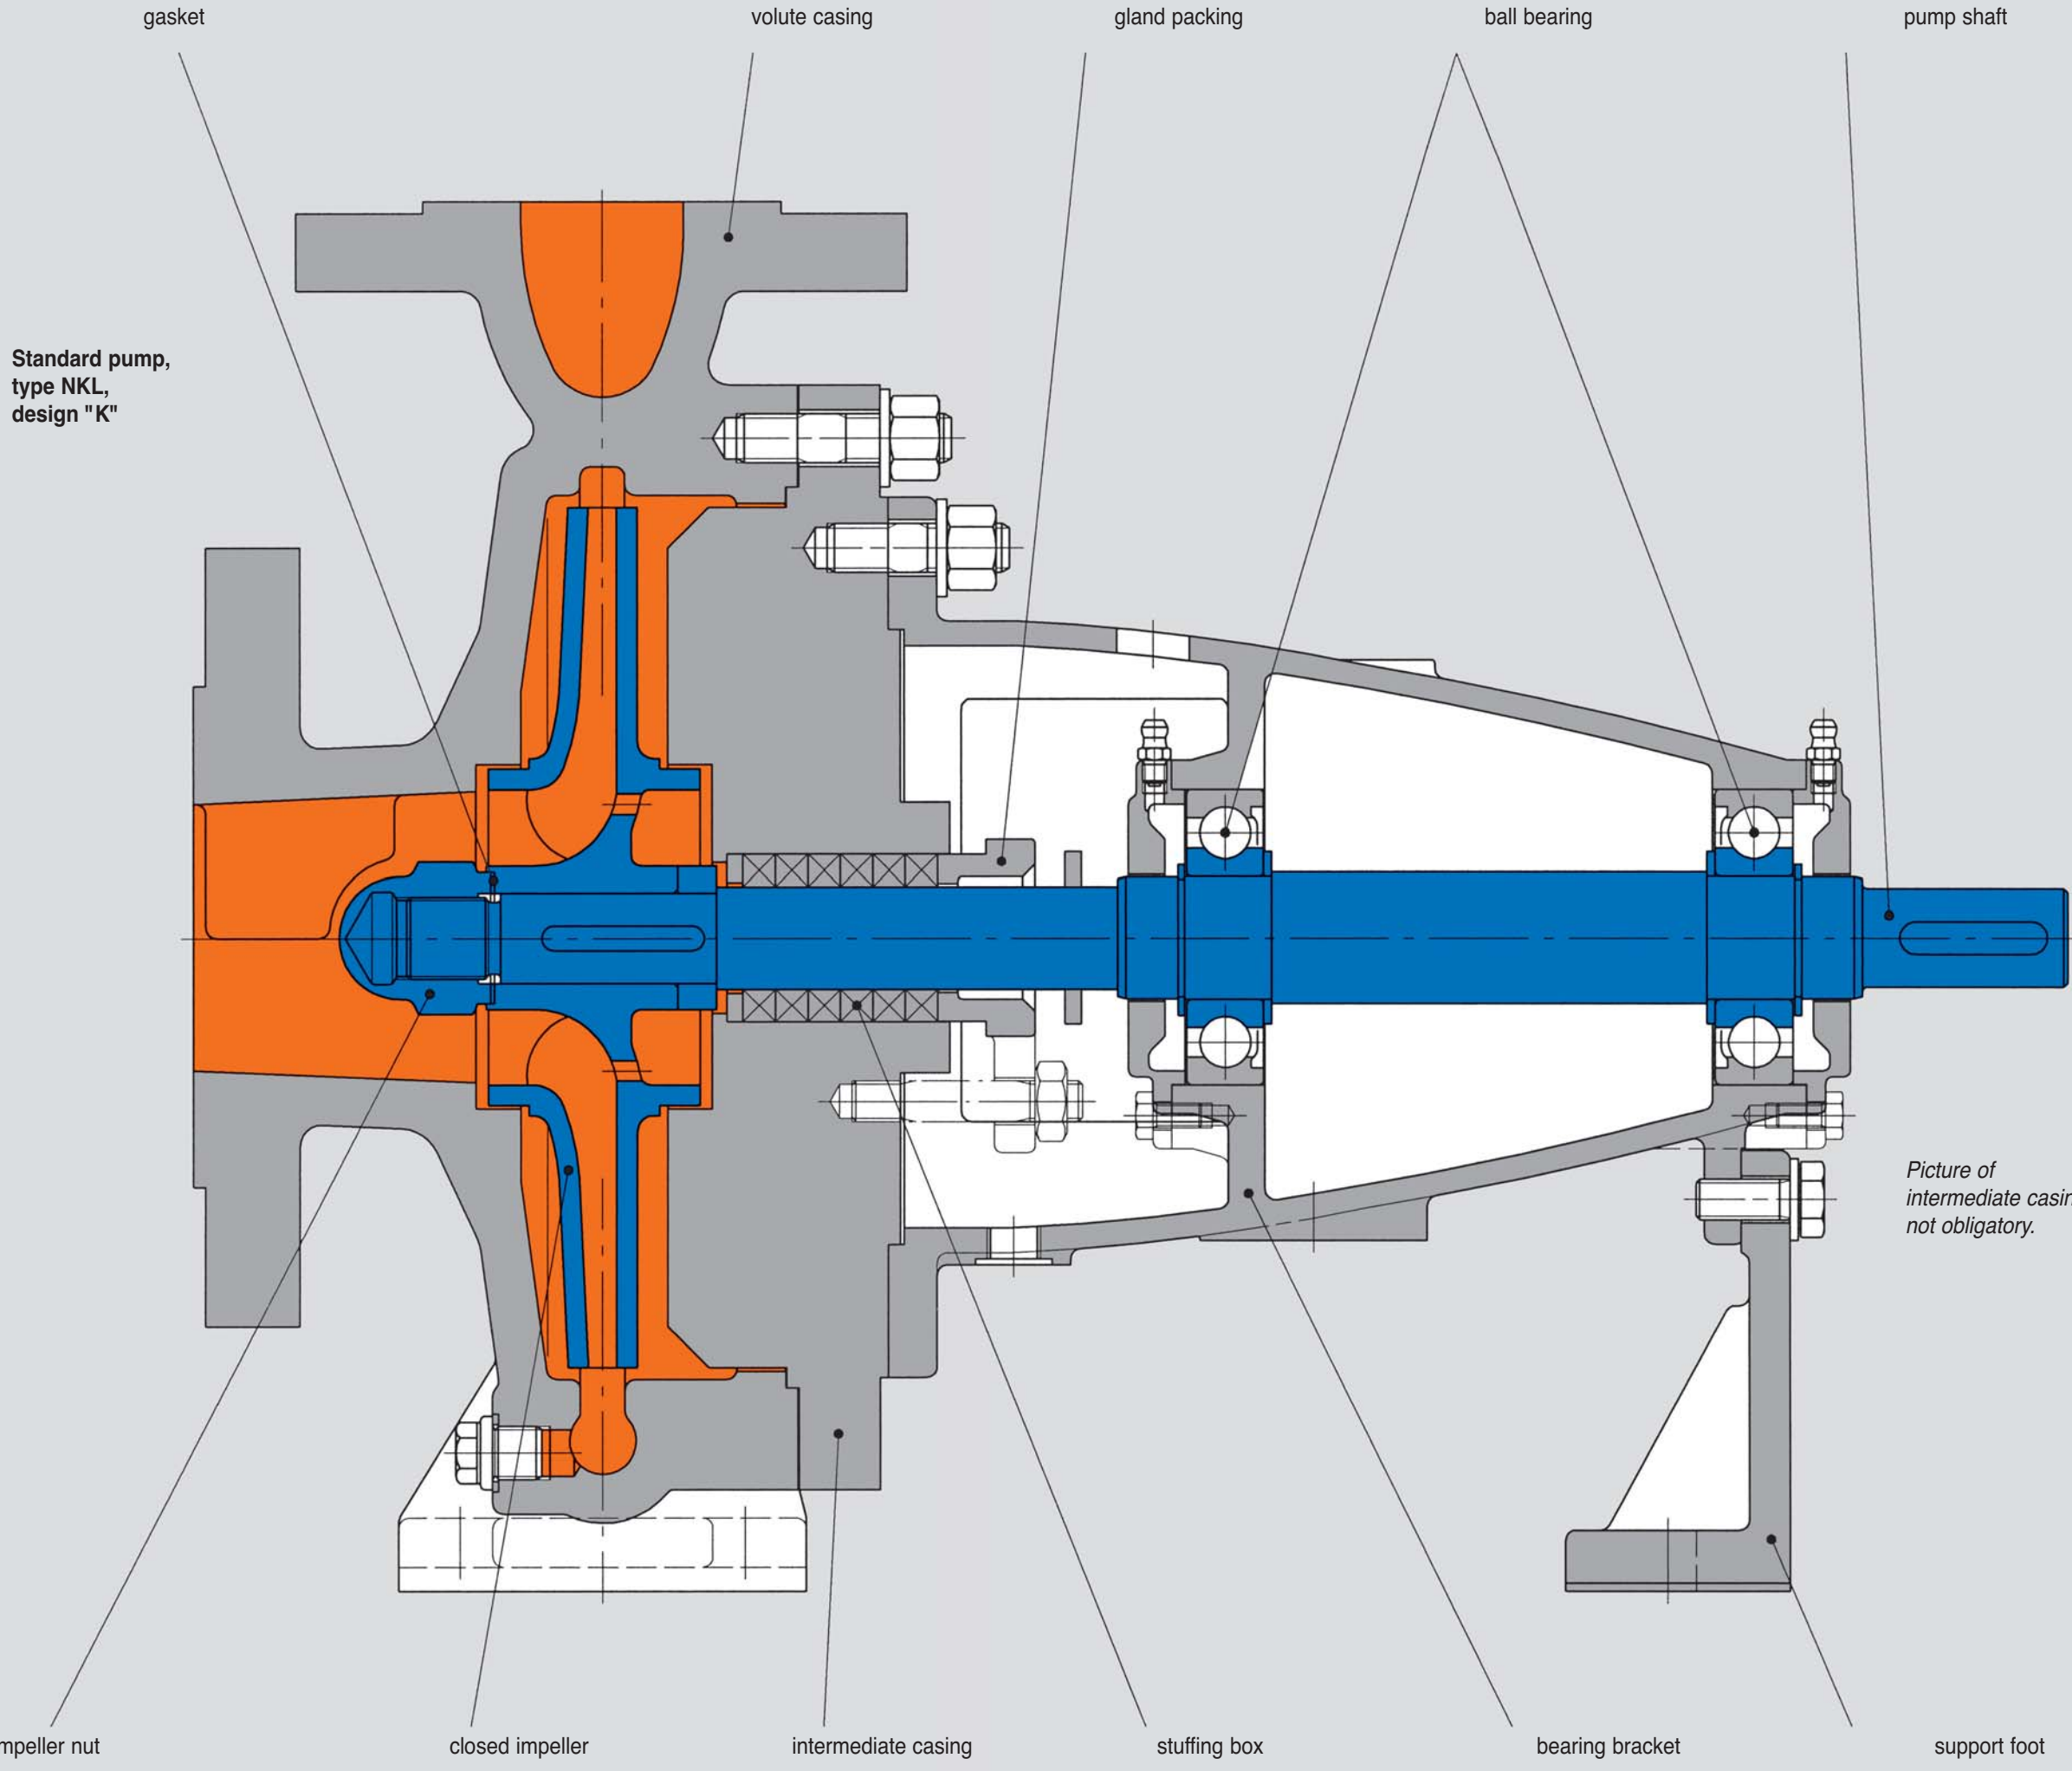 gasket
volute casing
gland packing
ball bearing
pump shaft
Standard pump,
type NKL,
design "K"
Picture of
intermediate casin
not obligatory.
mpeller nut
closed impeller
intermediate casing
stuffing box
bearing bracket
support foot